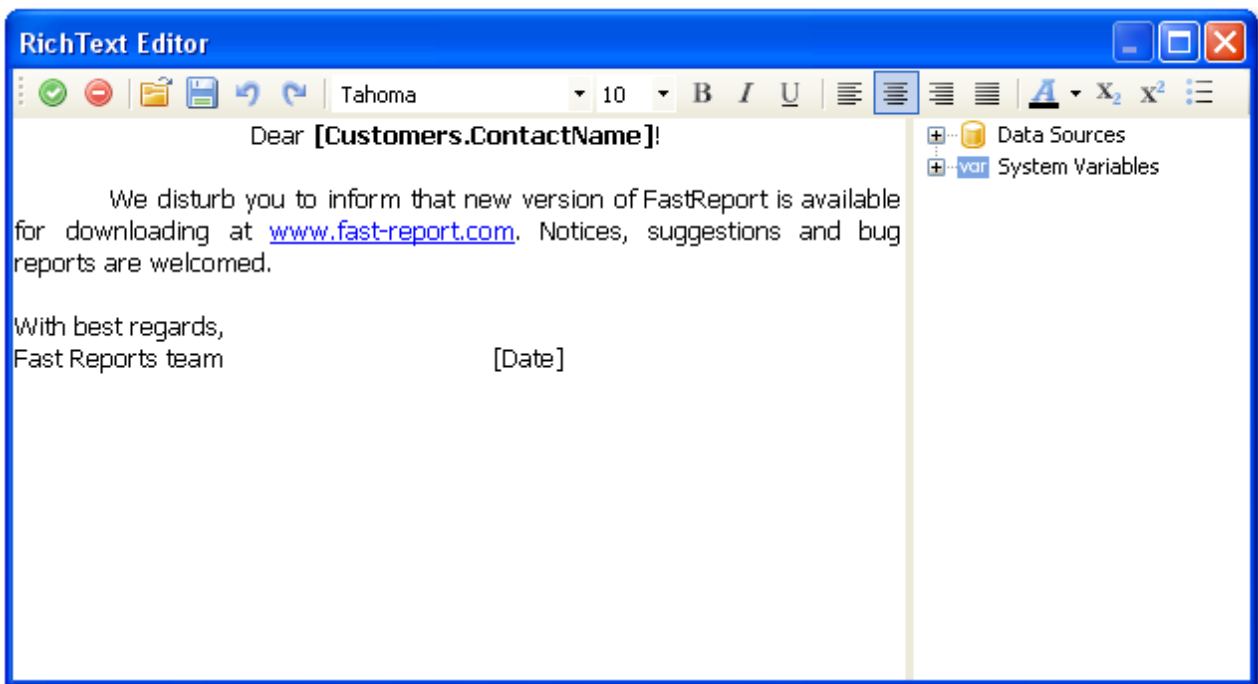 RichText Editor
Tahoma 10 B I U A X₂ X²
Dear [Customers.ContactName]!
We disturb you to inform that new version of FastReport is available
for downloading at www.fast-report.com. Notices, suggestions and bug
reports are welcomed.
With best regards,
Fast Reports team [Date]
Data Sources
var System Variables